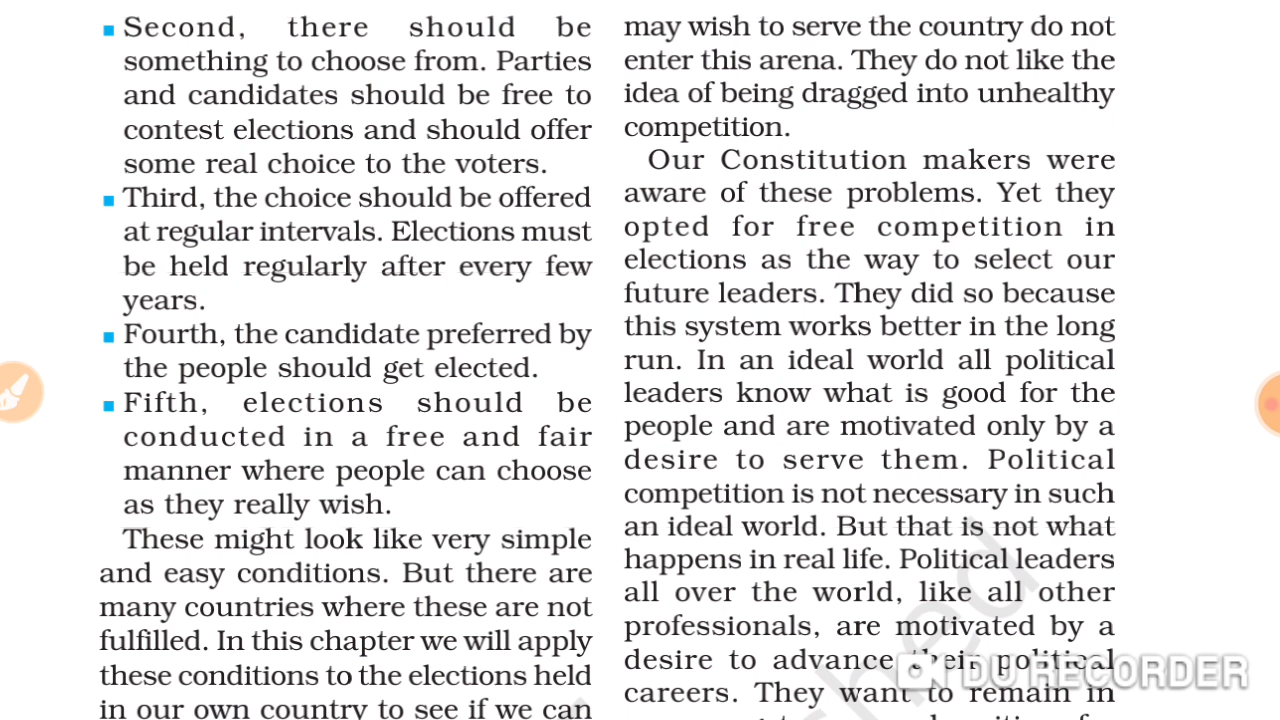 Second, there should be
something to choose from. Parties
and candidates should be free to
contest elections and should offer
some real choice to the voters.
Third, the choice should be offered
at regular intervals. Elections must
be held regularly after every few
years.
Fourth, the candidate preferred by
the people should get elected.
Fifth, elections should be
conducted in a free and fair
manner where people can choose
as they really wish.
These might look like very simple
and easy conditions. But there are
many countries where these are not
fulfilled. In this chapter we will apply
these conditions to the elections held
in our own country to see if we can
may wish to serve the country do not
enter this arena. They do not like the
idea of being dragged into unhealthy
competition.
Our Constitution makers were
aware of these problems. Yet they
opted for free competition in
elections as the way to select our
future leaders. They did so because
this system works better in the long
run. In an ideal world all political
leaders know what is good for the
people and are motivated only by a
desire to serve them. Political
competition is not necessary in such
an ideal world. But that is not what
happens in real life. Political leaders
all over the world, like all other
professionals, are motivated by a
desire to advance their political
careers. They want to remain in
DU RECORDER